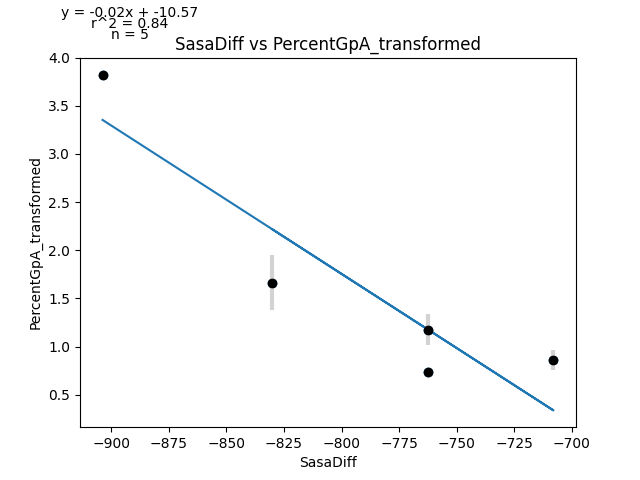 y = -0.02x + -10.57
r^2 = 0.84
n = 5
SasaDiff vs PercentGpA_transformed
4.0
3.5
3.0
2.5
2.0
1.5
1.0
0.5
PercentGpA_transformed
−900 −875 −850 −825 −800 −775 −750 −725 −700
SasaDiff